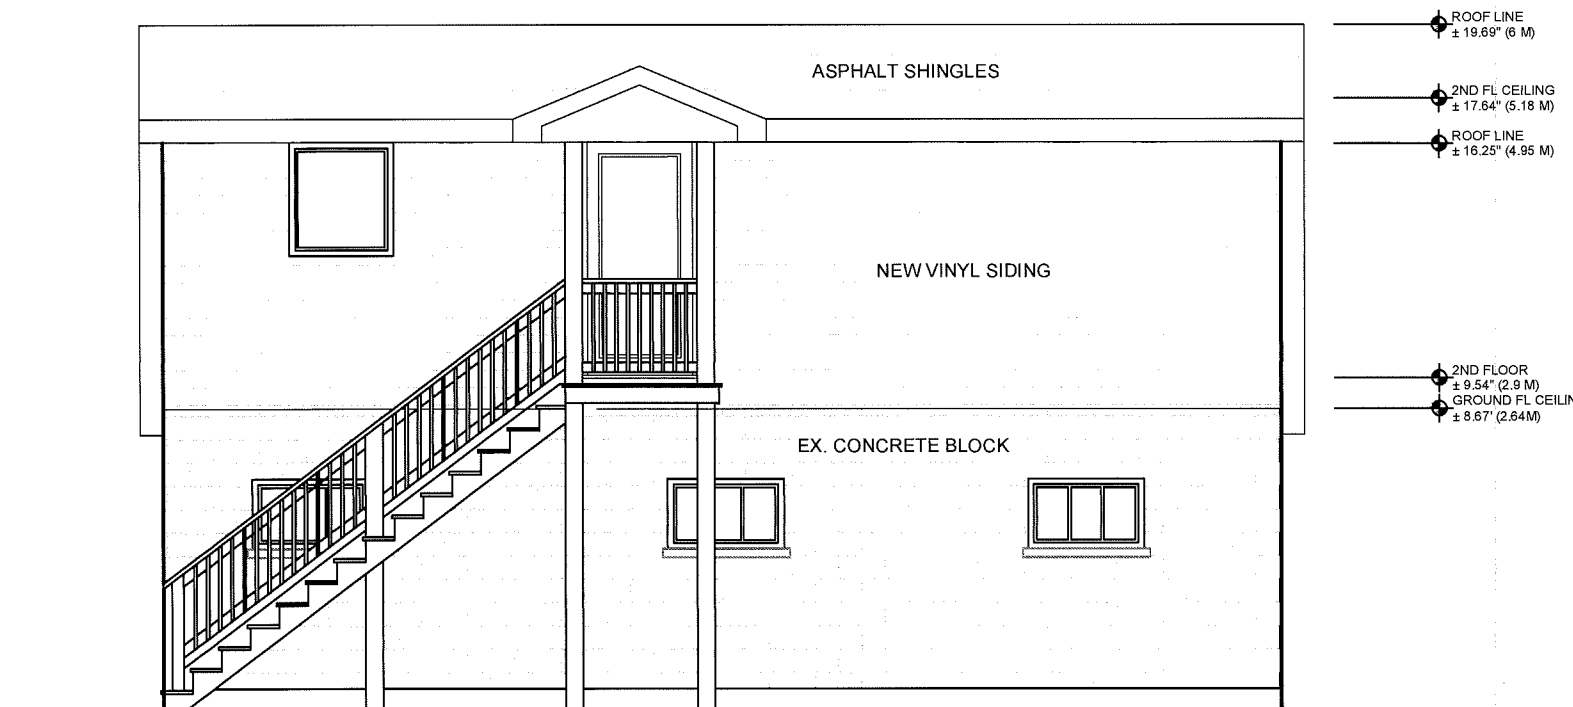 ROOF LINE
± 19.69" (6 M)
ASPHALT SHINGLES
2ND FL CEILING
± 17.64" (5.18 M)
ROOF LINE
± 16.25" (4.95 M)
NEW VINYL SIDING
2ND FLOOR
± 9.54" (2.9 M)
GROUND FL CEILIN
± 8.67' (2.64M)
EX. CONCRETE BLOCK